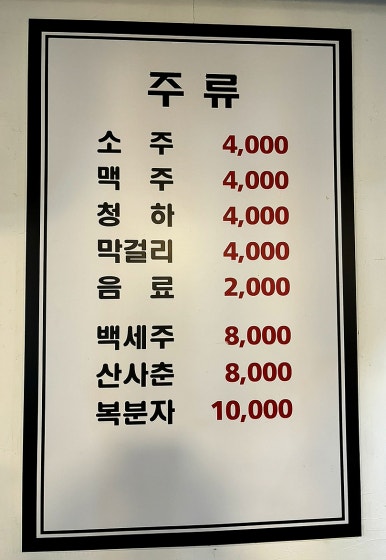 주 류
소 주 4,000
맥 주 4,000
청 하 4,000
막걸리 4,000
음 료 2,000
백세주 8,000
산사춘 8,000
복분자 10,000